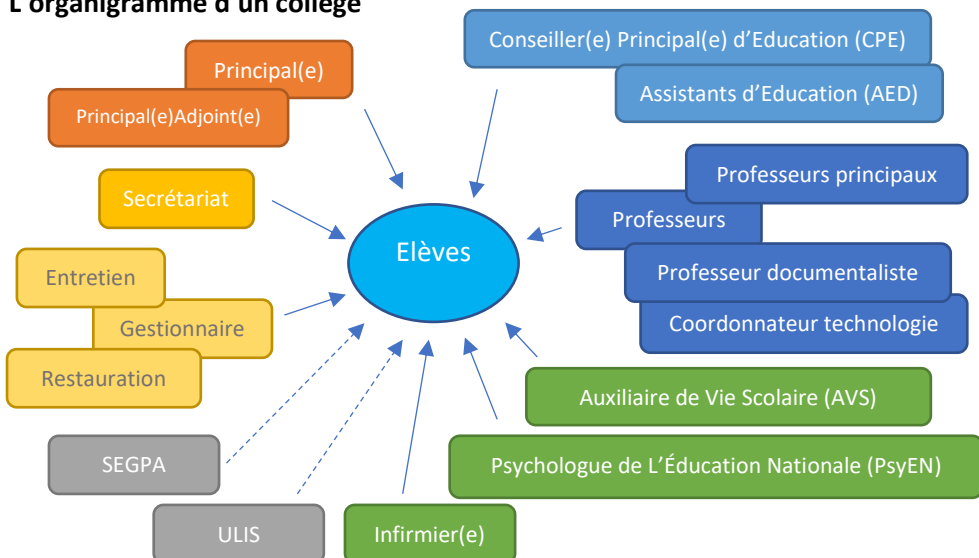 L'organigramme d'un collège
Conseiller(e) Principal(e) d'Education (CPE)
Principal(e)
Assistants d'Education (AED)
Principal(e)Adjoint(e)
Professeurs principaux
Secrétariat
Professeurs
Elèves
Entretien
Professeur documentaliste
Gestionnaire
Coordonnateur technologie
Restauration
Auxiliaire de Vie Scolaire (AVS)
SEGPA
Psychologue de L'Éducation Nationale (PsyEN)
ULIS
Infirmier(e)